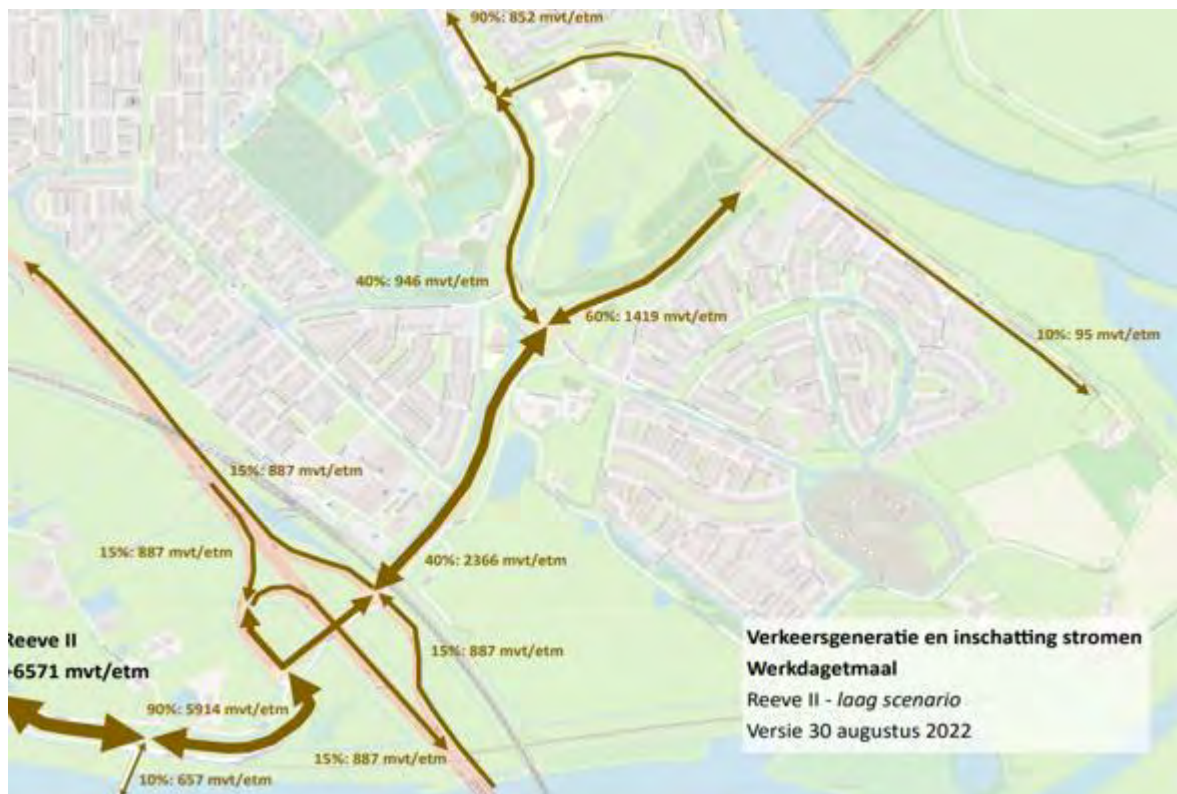 90%: 852 mvt/etm
40%: 946 mvt/etm
60%: 1419 mvt/etm
10%: 95 mvt/etm
15%: 887 mvt/etm
15%: 887 mvt/etm
40%: 2366 mvt/etm
15%: 887 mvt/etm
Reeve II
+6571 mvt/etm
90%: 5914 mvt/etm
15%: 887 mvt/etm
10%: 657 mvt/etm
Verkeersgeneratie en inschatting stromen
Werkdagetmaal
Reeve II - laag scenario
Versie 30 augustus 2022